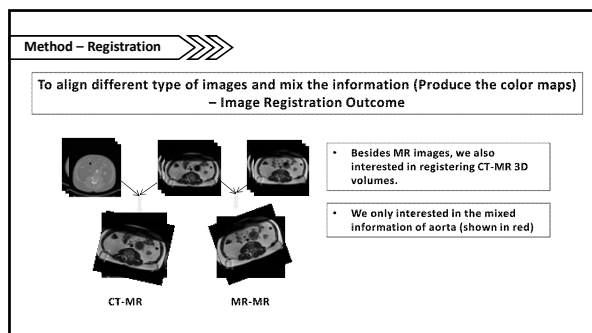 Method – Registration
To align different type of images and mix the information (Produce the color maps)
– Image Registration Outcome
• Besides MR images, we also
interested in registering CT-MR 3D
volumes.
• We only interested in the mixed
information of aorta (shown in red)
CT-MR
MR-MR